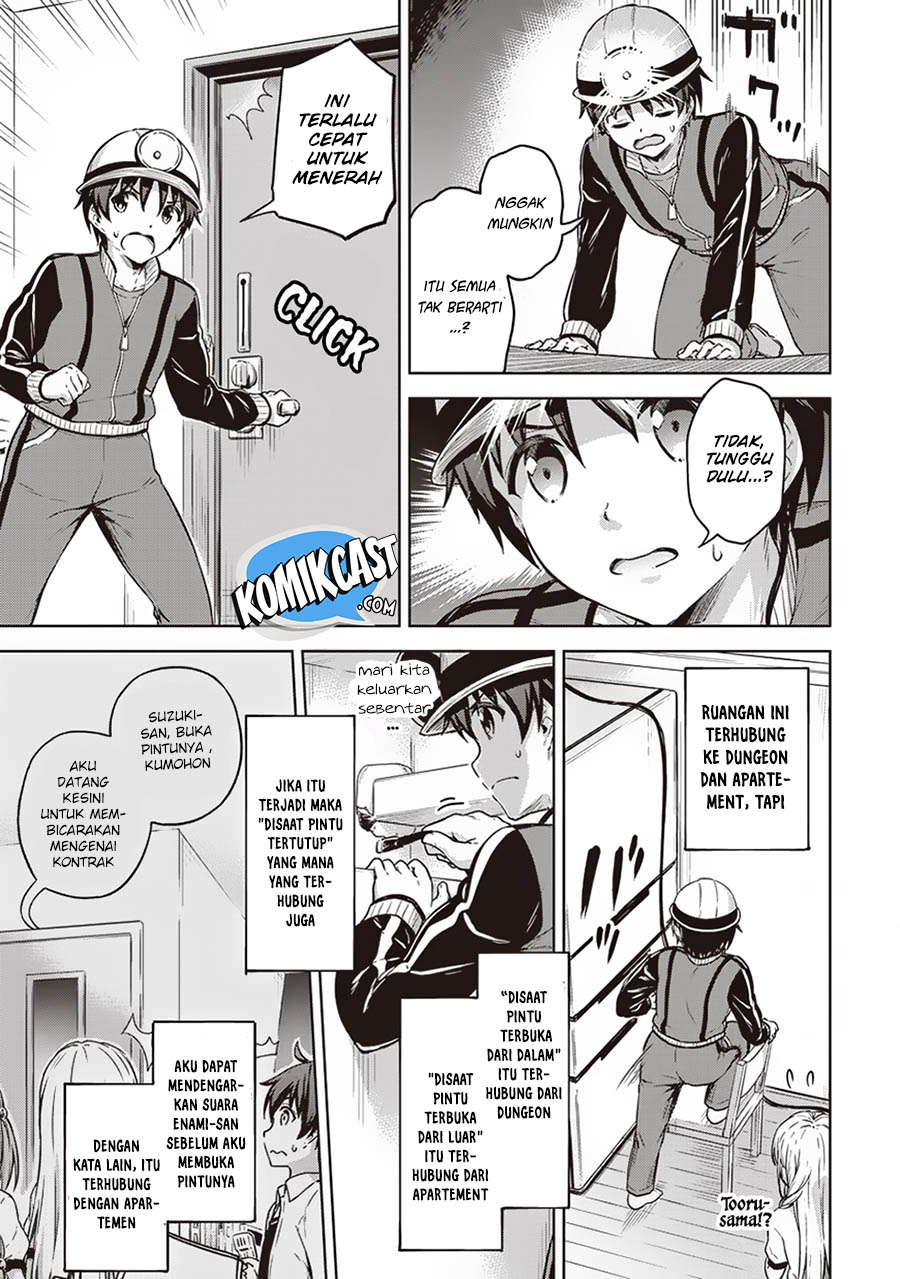 ガクッ
NGGAK
MUNGKIN
ITU SEMUA
TAK BERARTI
...?
TIDAK,
TUNGGU
DULU...?
INI
TERLALU
CEPAT
UNTUK
MENERAH
CLICK
KOMIKCAST
.COM
RUANGAN INI
TERHUBUNG
KE DUNGEON
DAN APARTE-
MENT, TAPI
Tooru-
sama!?
"DISAAT
PINTU
TERBUKA
DARI DALAM"
ITU TER-
HUBUNG DARI
DUNGEON
"DISAAT
PINTU
TERBUKA
DARI LUAR"
ITU TER-
HUBUNG DARI
APARTEMENT
mari kita
keluarkan
sebentar
...
JIKA ITU
TERJADI MAKA
"DISAAT PINTU
TERTUTUP"
YANG MANA
YANG TER-
HUBUNG
JUGA
SUZUKI-
SAN, BUKA
PINTUNYA ,
KUMOHON
AKU
DATANG
KESINI
UNTUK MEM-
BICARAKAN
MENGENAI
KONTRAK
AKU DAPAT
MENDENGAR-
KAN SUARA
ENAMI-SAN
SEBELUM AKU
MEMBUKA
PINTUNYA
DENGAN
KATA LAIN, ITU
TERHUBUNG
DENGAN APAR-
TEMEN